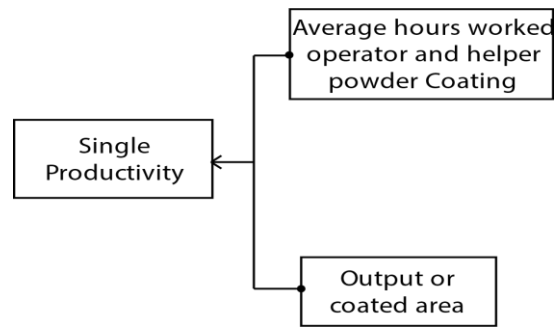 Average hours worked
operator and helper
powder Coating
Single
Productivity
Output or
coated area